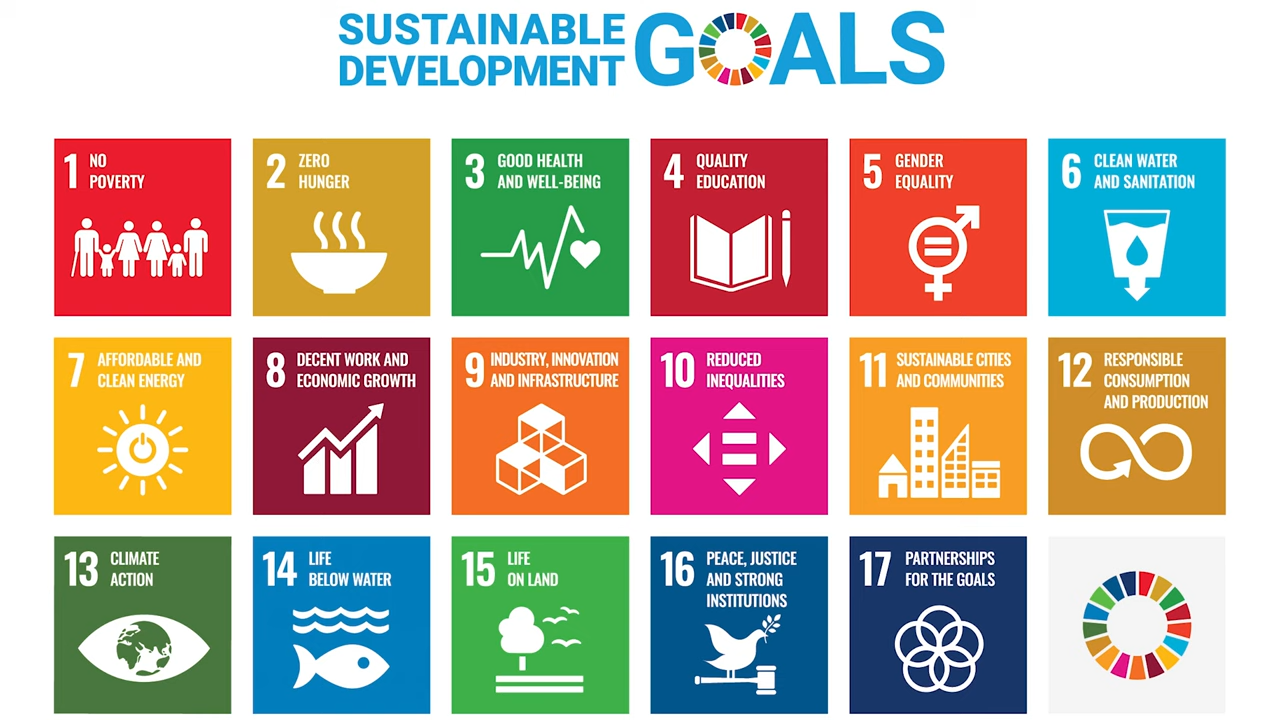 SUSTAINABLE
DEVELOPMENT
GOALS
1 NO
POVERTY
2 ZERO
HUNGER
3 GOOD HEALTH
AND WELL-BEING
4 QUALITY
EDUCATION
5 GENDER
EQUALITY
6 CLEAN WATER
AND SANITATION
7 AFFORDABLE AND
CLEAN ENERGY
8 DECENT WORK AND
ECONOMIC GROWTH
9 INDUSTRY, INNOVATION
AND INFRASTRUCTURE
10 REDUCED
INEQUALITIES
11 SUSTAINABLE CITIES
AND COMMUNITIES
12 RESPONSIBLE
CONSUMPTION
AND PRODUCTION
13 CLIMATE
ACTION
14 LIFE
BELOW WATER
15 LIFE
ON LAND
16 PEACE, JUSTICE
AND STRONG
INSTITUTIONS
17 PARTNERSHIPS
FOR THE GOALS